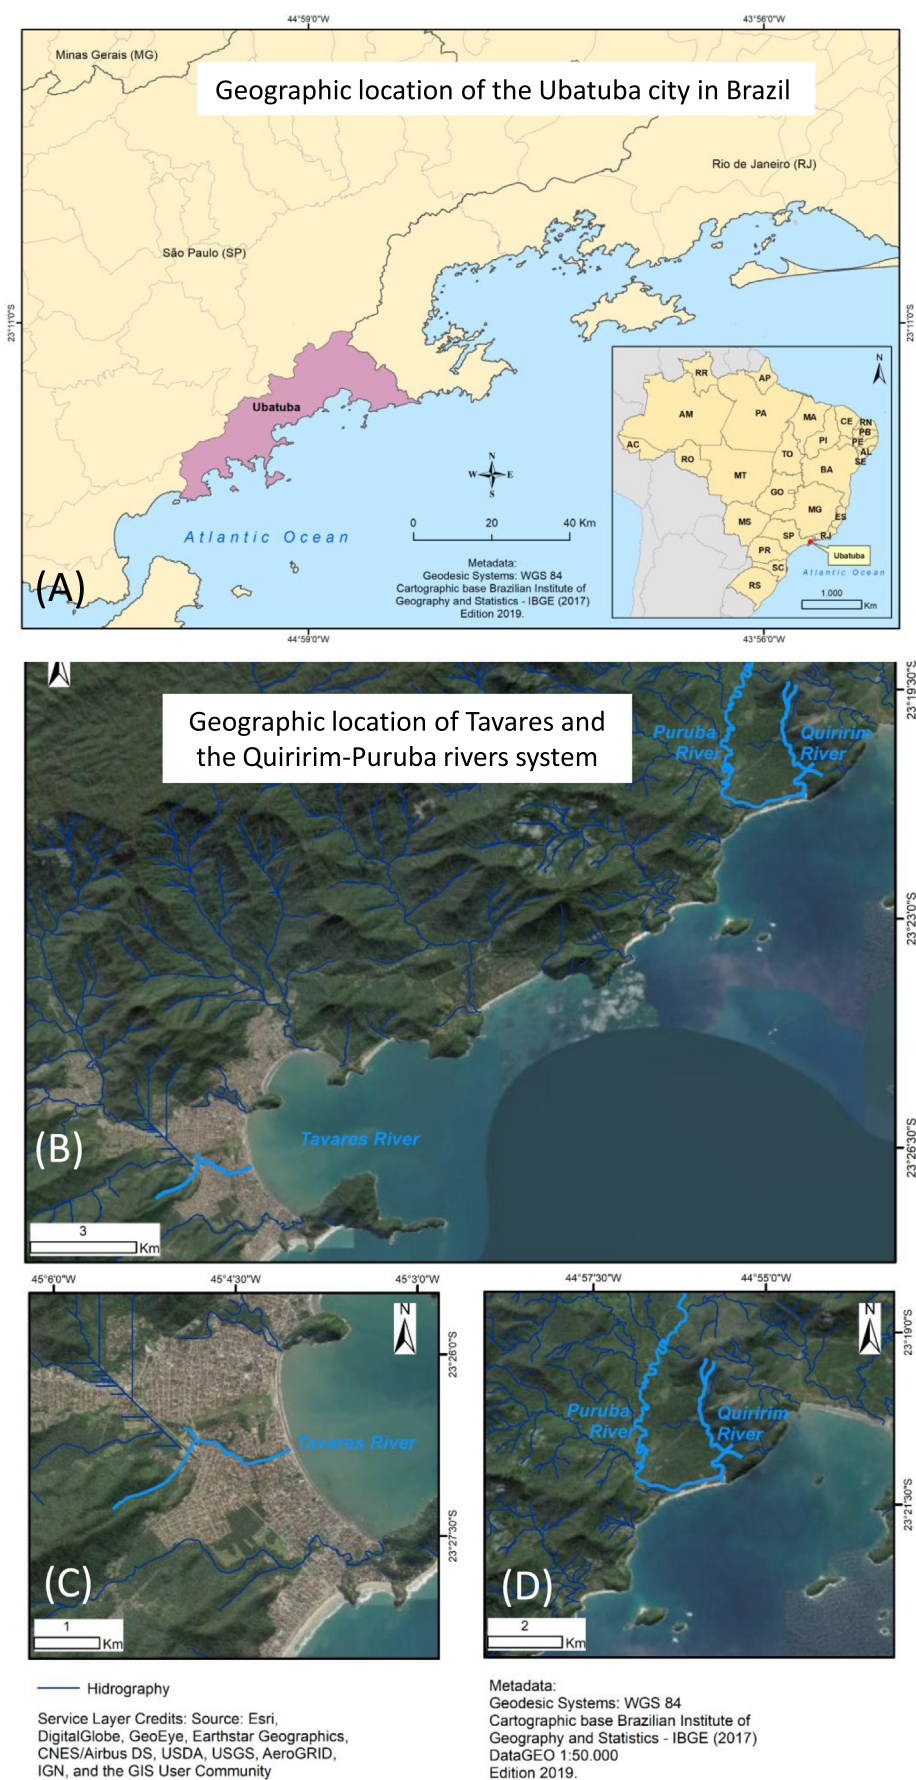 44°59'0"W
43°56'0"W
Minas Gerais (MG)
Geographic location of the Ubatuba city in Brazil
Rio de Janeiro (RJ)
São Paulo (SP)
23°11'0"S
23°11'0"S
Ubatuba
N
W
E
S
0
20
40 Km
Atlantic Ocean
Metadata:
Geodesic Systems: WGS 84
Cartographic base Brazilian Institute of
Geography and Statistics - IBGE (2017)
Edition 2019.
(A)
N
RR
AP
AM
PA
MA
CE
RN
PB
PE
AL
SE
PI
AC
RO
TO
BA
MT
GO
MG
ES
MS
SP
RJ
PR
SC
RS
Ubatuba
Atlantic Ocean
1.000
Km
44°59'0"W
43°56'0"W
Geographic location of Tavares and
the Quiririm-Puruba rivers system
Puruba
River
Quiririm
River
23°19'30"S
23°23'0"S
23°26'30"S
Tavares River
(B)
3
Km
45°6'0"W
45°4'30"W
45°3'0"W
N
23°26'0"S
23°27'30"S
Tavares River
(C)
1
Km
44°57'30"W
44°55'0"W
N
23°19'0"S
23°21'30"S
Puruba
River
Quiririm
River
(D)
2
Km
Hidrography
Service Layer Credits: Source: Esri,
DigitalGlobe, GeoEye, Earthstar Geographics,
CNES/Airbus DS, USDA, USGS, AeroGRID,
IGN, and the GIS User Community
Metadata:
Geodesic Systems: WGS 84
Cartographic base Brazilian Institute of
Geography and Statistics - IBGE (2017)
DataGEO 1:50.000
Edition 2019.